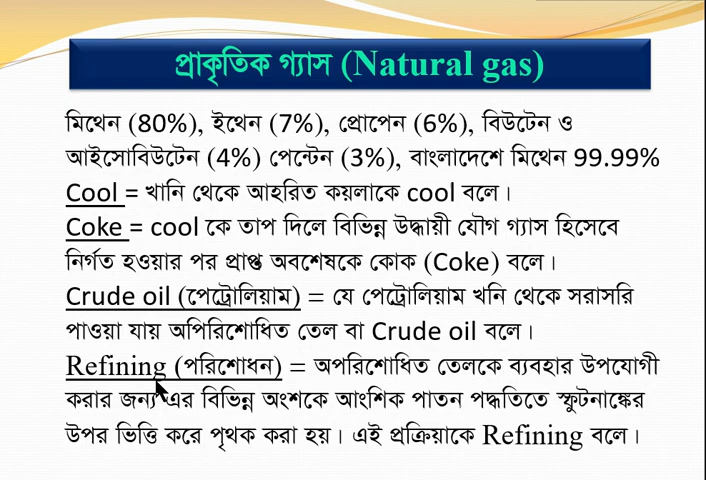 প্রাকৃতিক গ্যাস (Natural gas)
মিথেন (80%), ইথেন (7%), প্রোপেন (6%), বিউটেন ও
আইসোবিউটেন (4%) পেন্টেন (3%), বাংলাদেশে মিথেন 99.99%
Cool = খানি থেকে আহরিত কয়লাকে cool বলে।
Coke = cool কে তাপ দিলে বিভিন্ন উদ্ধায়ী যৌগ গ্যাস হিসেবে
নির্গত হওয়ার পর প্রাপ্ত অবশেষকে কোক (Coke) বলে।
Crude oil (পেট্রোলিয়াম) = যে পেট্রোলিয়াম খনি থেকে সরাসরি
পাওয়া যায় অপিরিশোধিত তেল বা Crude oil বলে।
Refining (পরিশোধন) = অপরিশোধিত তেলকে ব্যবহার উপযোগী
করার জন্য এর বিভিন্ন অংশকে আংশিক পাতন পদ্ধতিতে স্ফুটনাঙ্কের
উপর ভিত্তি করে পৃথক করা হয়। এই প্রক্রিয়াকে Refining বলে।